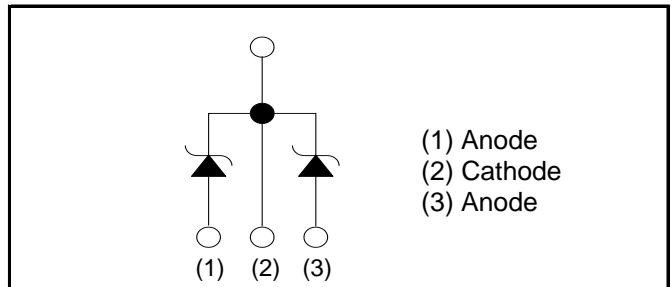 (1) Anode
(2) Cathode
(3) Anode
(1) (2) (3)